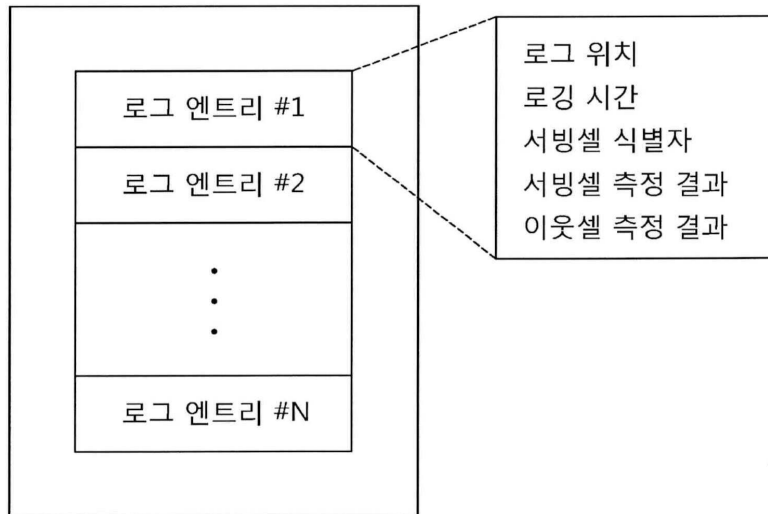 로그 엔트리 #1
로그 엔트리 #2
로그 엔트리 #N
로그 위치
로깅 시간
서빙셀 식별자
서빙셀 측정 결과
이웃셀 측정 결과